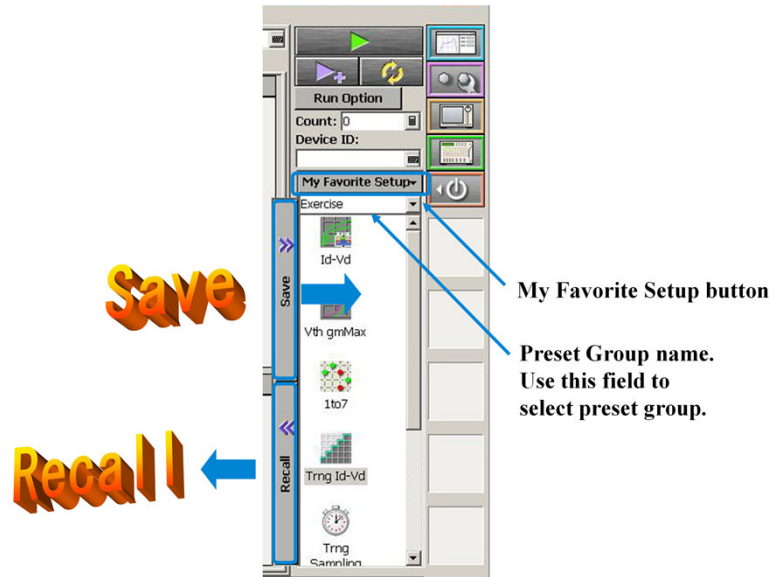 Run Option
Count: 0
Device ID:
My Favorite Setup
Exercise
Id-Vd
Save
Save
My Favorite Setup button
Vth gmMax
Preset Group name.
Use this field to
select preset group.
1to7
Recall
Recall
Trng Id-Vd
Trng
Sampling